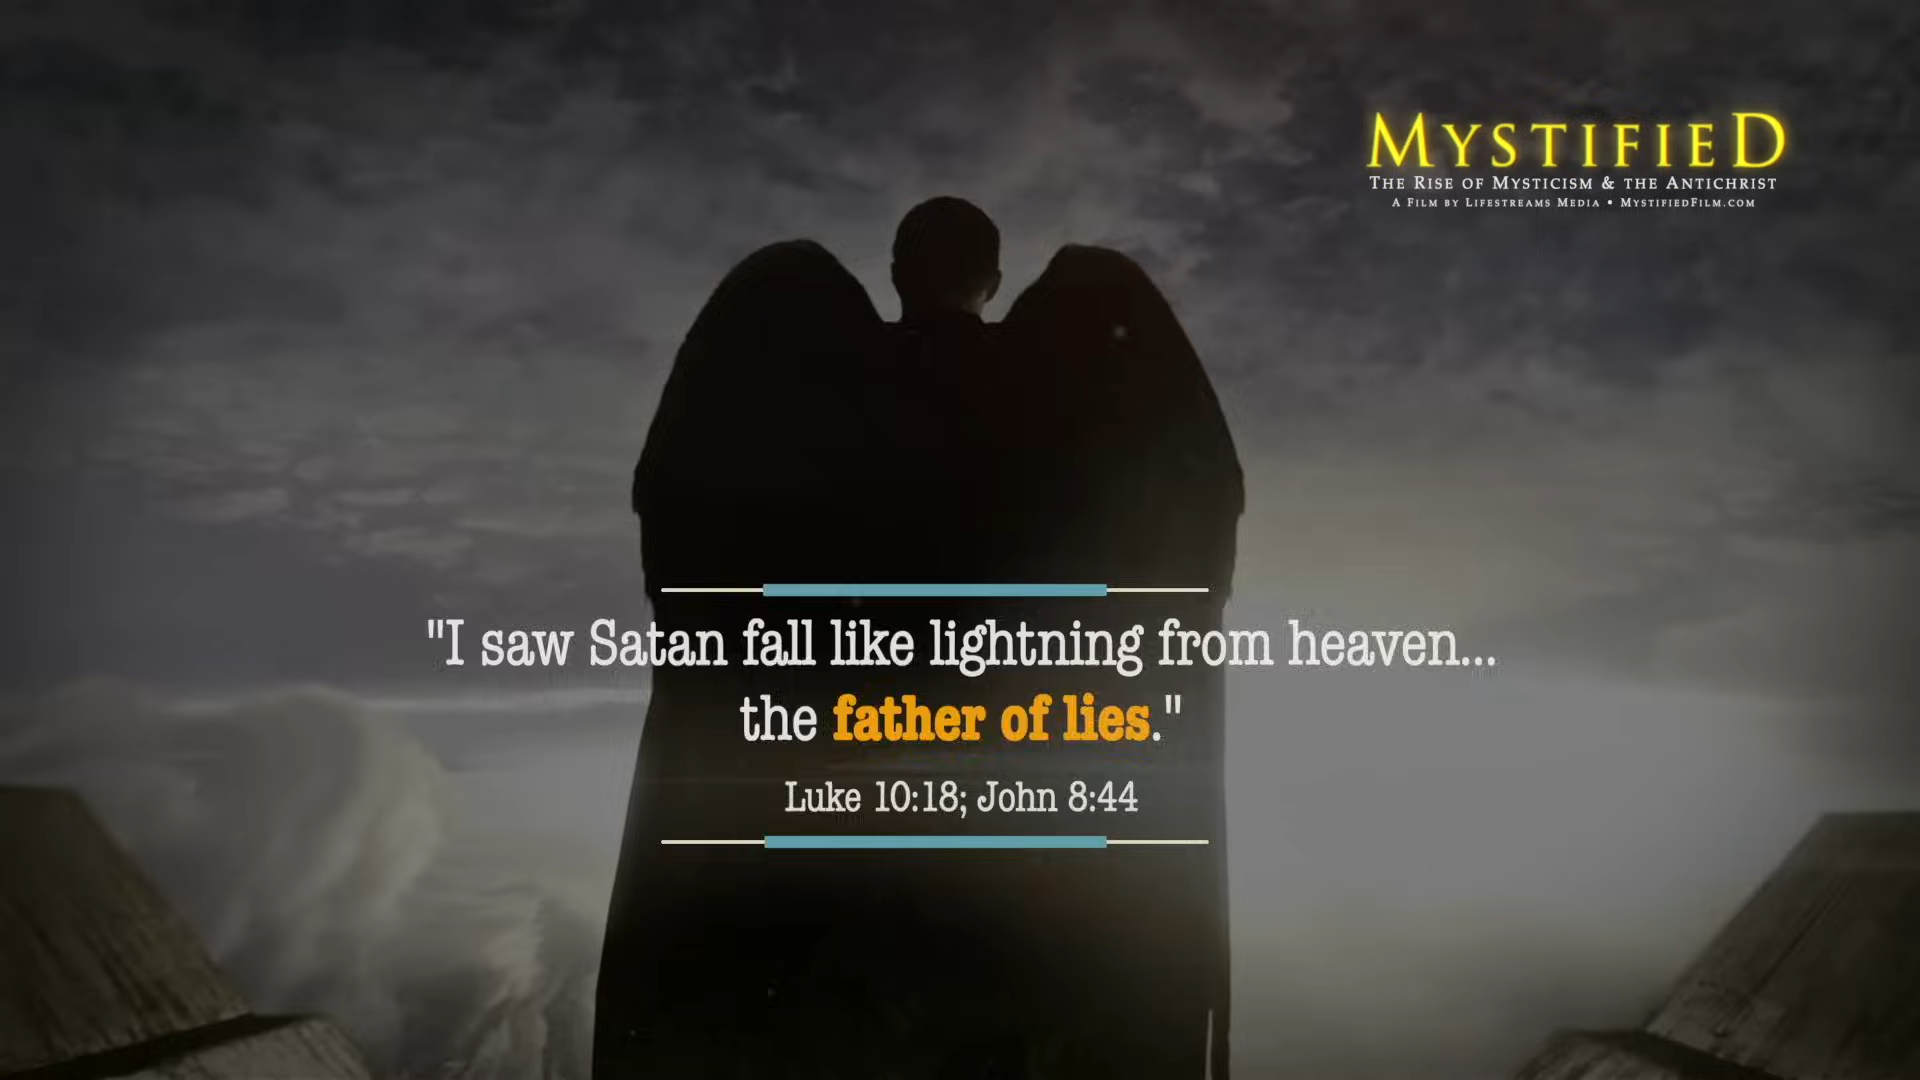 MYSTIFIED
THE RISE OF MYSTICISM & THE ANTICHRIST
A FILM BY LIFESTREAMS MEDIA • MYSTIFIEDFILM.COM
"I saw Satan fall like lightning from heaven...
the father of lies."
Luke 10:18; John 8:44